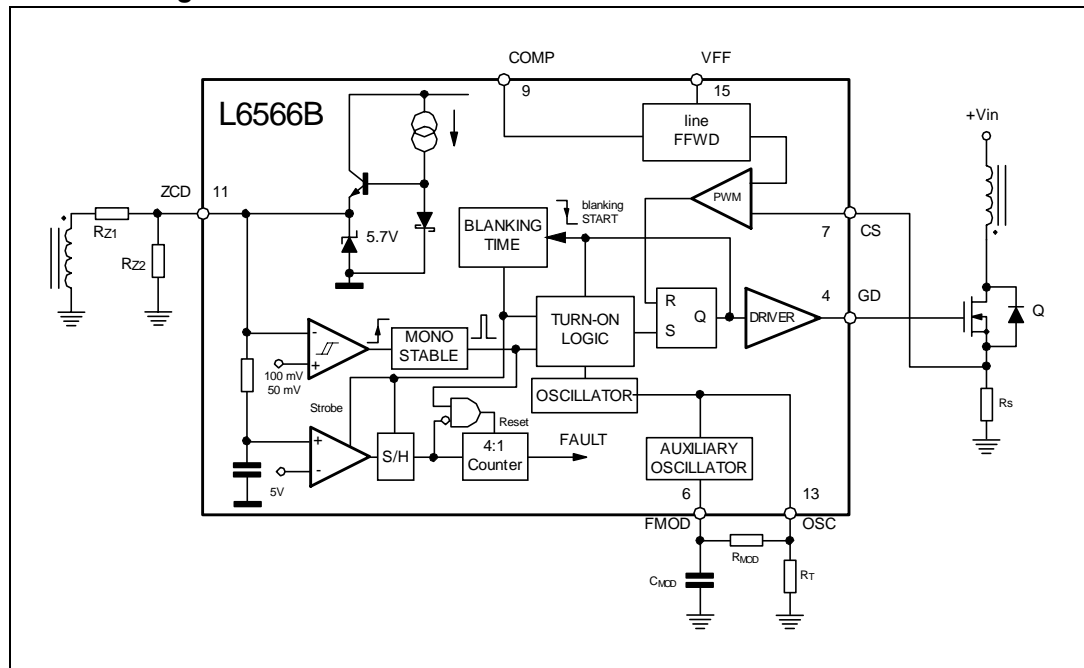 COMP
VFF
9
15
L6566B
line
FFWD
+Vin
ZCD
11
PWM
blanking
START
RZ1
5.7V
BLANKING
TIME
7
CS
RZ2
4
GD
R
S
Q
DRIVER
Q
TURN-ON
LOGIC
MONO
STABLE
-
+
100 mV
50 mV
OSCILLATOR
Rs
Strobe
Reset
FAULT
+
-
S/H
4:1
Counter
AUXILIARY
OSCILLATOR
5V
6
13
FMOD
OSC
RMOD
CMOD
RT